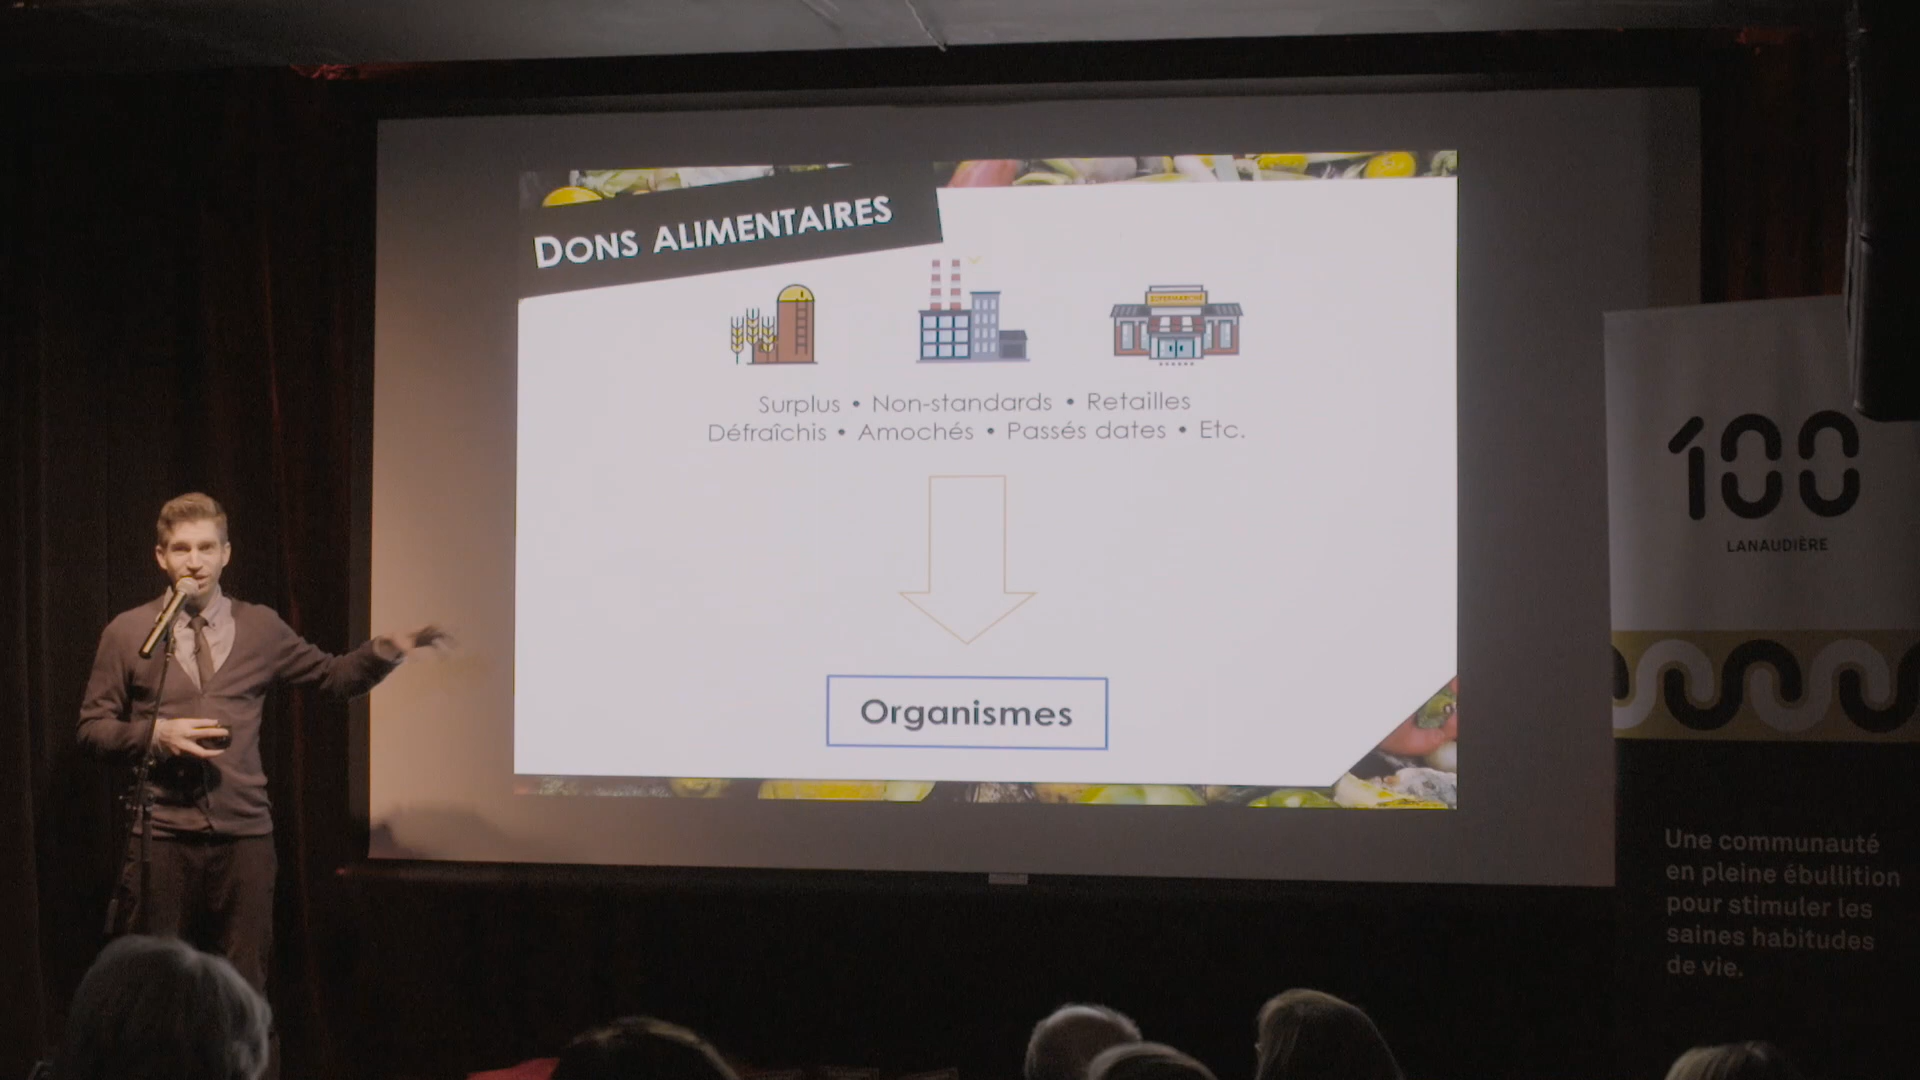 DONS ALIMENTAIRES
SUPERMARCHÉ
Surplus • Non-standards • Retailles
Défraîchis • Amochés • Passés dates • Etc.
Organismes
100
LANAUDIÈRE
Une communauté
en pleine ébullition
pour stimuler les
saines habitudes
de vie.